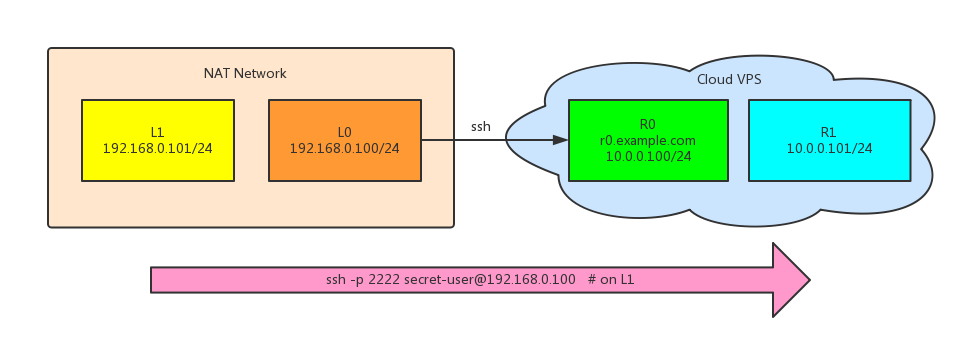 NAT Network
L1
192.168.0.101/24
L0
192.168.0.100/24
ssh
Cloud VPS
R0
r0.example.com
10.0.0.100/24
R1
10.0.0.101/24
ssh -p 2222 secret-user@192.168.0.100   # on L1